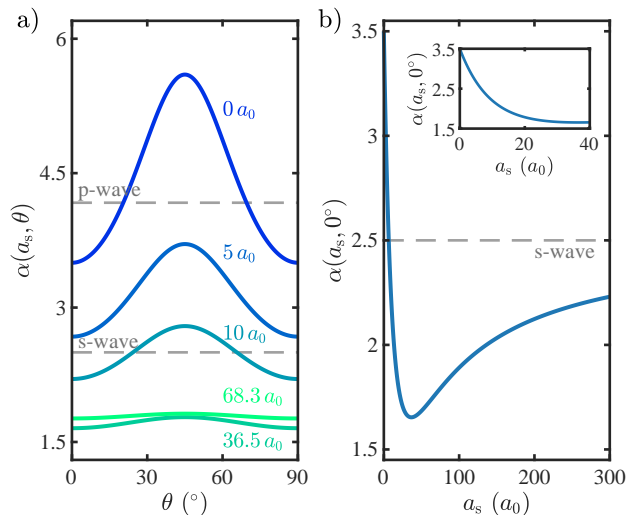 a)
6
4.5
3
1.5
α(a_s, θ)
0 a_0
p-wave
5 a_0
s-wave
10 a_0
68.3 a_0
36.5 a_0
0 30 60 90
θ (°)
b)
3.5
3
2.5
2
1.5
α(a_s, 0°)
s-wave
0 100 200 300
a_s (a_0)
3.5
2.5
1.5
α(a_s, 0°)
0 20 40
a_s (a_0)